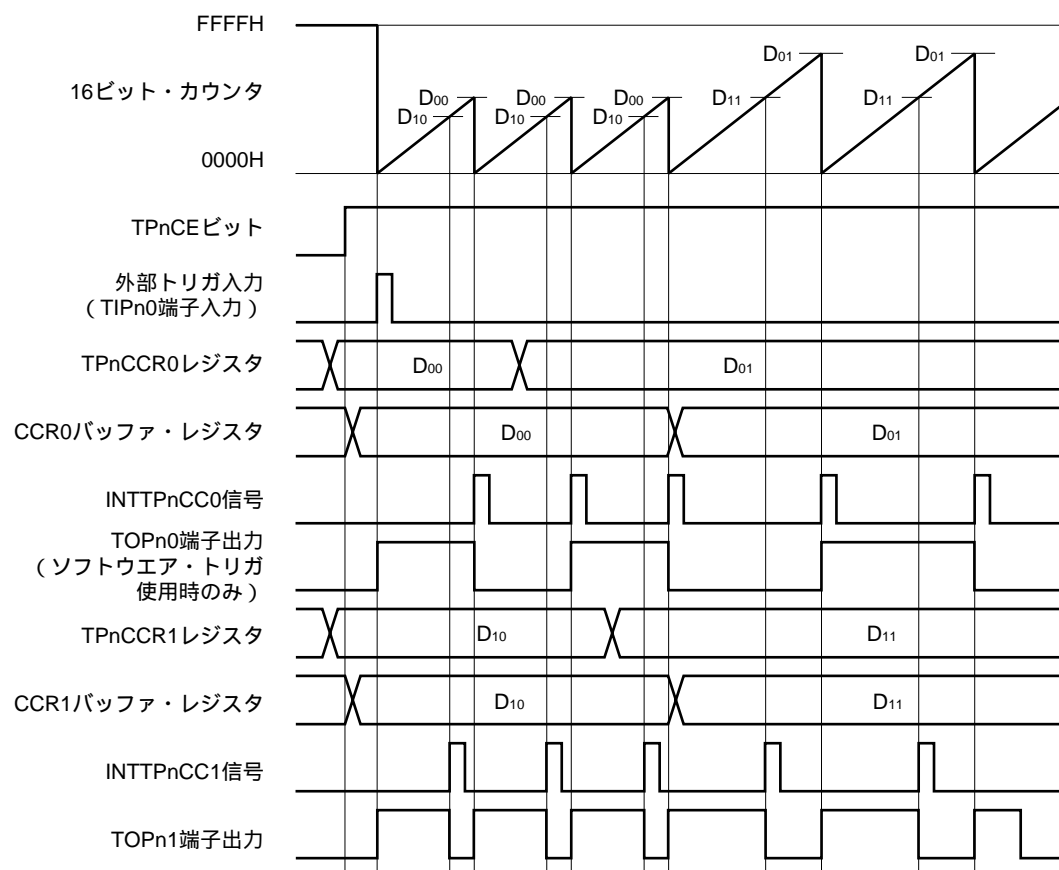 FFFFH
D01 D01
16ビット・カウンタ
D00 D00 D00 D11 D11
D10 D10 D10
0000H
TPnCEビット
外部トリガ入力
(TIPn0端子入力)
TPnCCR0レジスタ D00 D01
CCR0バッファ・レジスタ D00 D01
INTTPnCC0信号
TOPn0端子出力
(ソフトウエア・トリガ
使用時のみ)
TPnCCR1レジスタ D10 D11
CCR1バッファ・レジスタ D10 D11
INTTPnCC1信号
TOPn1端子出力